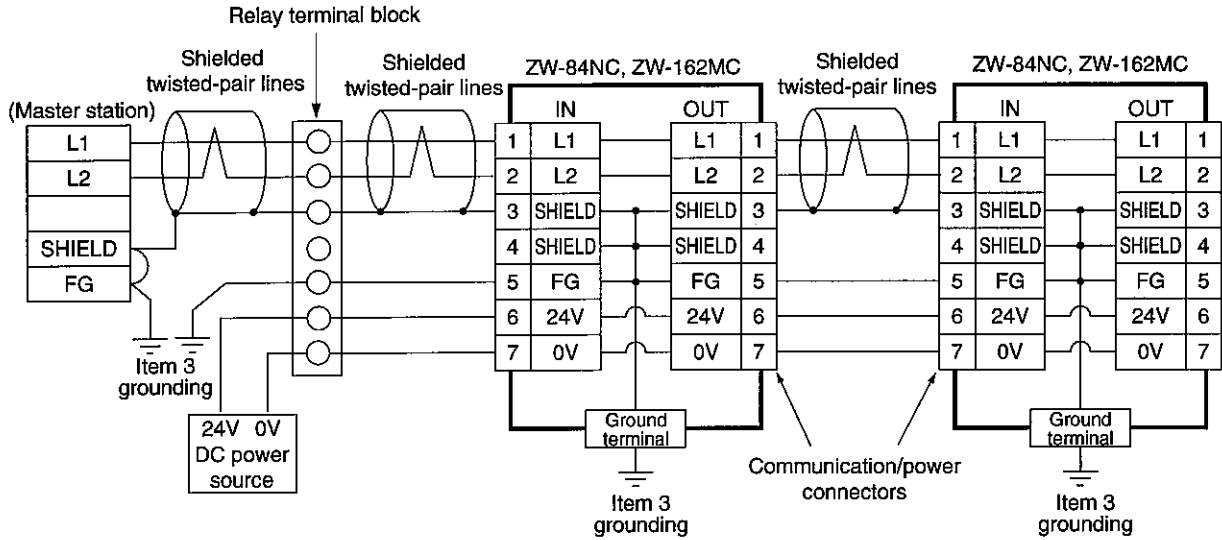 Relay terminal block
Shielded
twisted-pair lines
Shielded
twisted-pair lines
ZW-84NC, ZW-162MC
Shielded
twisted-pair lines
ZW-84NC, ZW-162MC
(Master station)
L1
L2
SHIELD
FG
IN
OUT
1 L1 L1 1
2 L2 L2 2
3 SHIELD SHIELD 3
4 SHIELD SHIELD 4
5 FG FG 5
6 24V 24V 6
7 0V 0V 7
IN
OUT
1 L1 L1 1
2 L2 L2 2
3 SHIELD SHIELD 3
4 SHIELD SHIELD 4
5 FG FG 5
6 24V 24V 6
7 0V 0V 7
Item 3
grounding
24V 0V
DC power
source
Ground
terminal
Item 3
grounding
Communication/power
connectors
Ground
terminal
Item 3
grounding